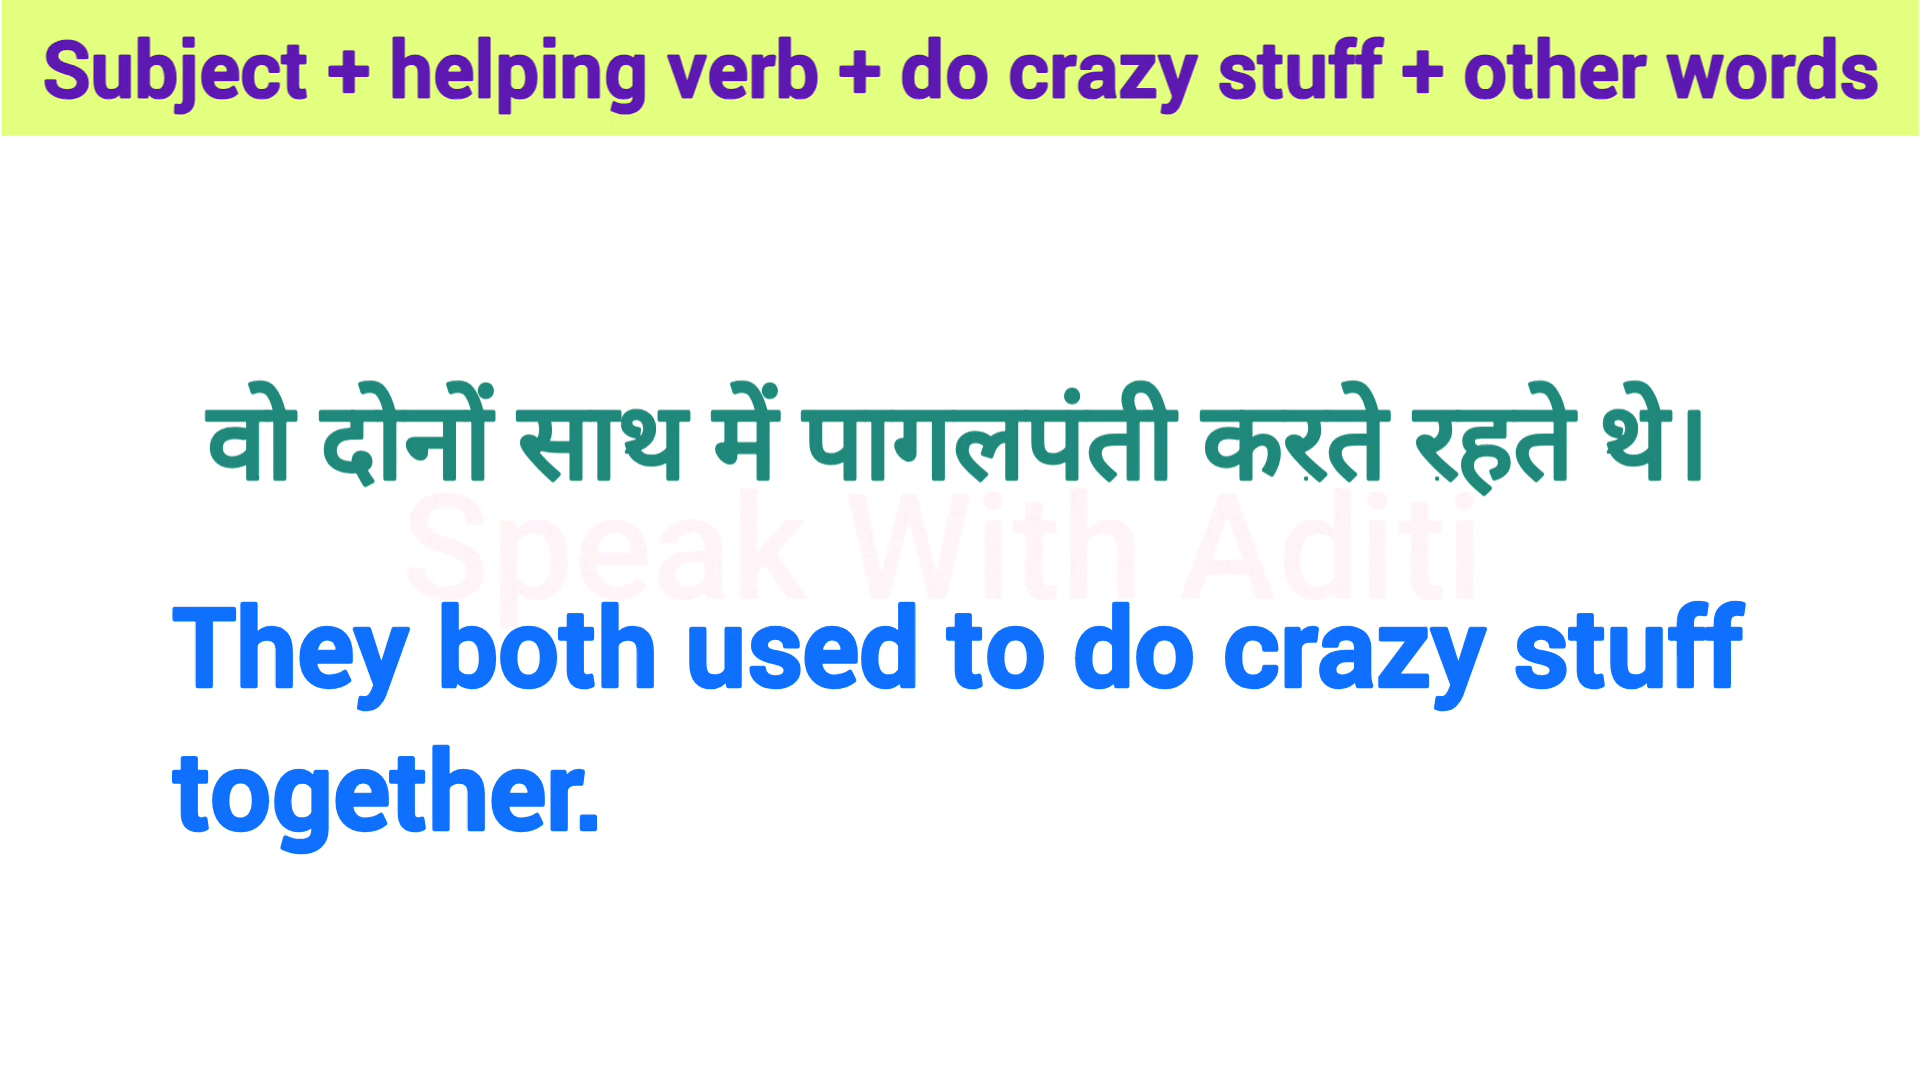 Subject + helping verb + do crazy stuff + other words
वो दोनों साथ में पागलपंती करते रहते थे।
Speak With Aditi
They both used to do crazy stuff
together.